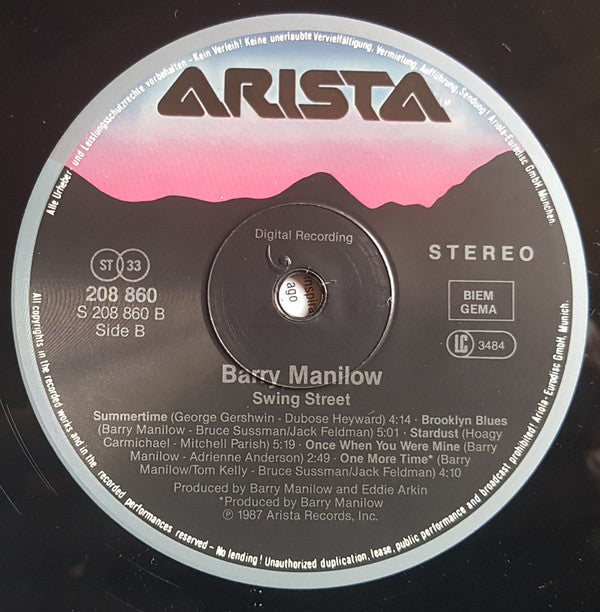 Alle Urheber- und Leistungsschutzrechte vorbehalten - Kein Verleih! Keine unerlaubte Vervielfältigung, Vermietung, Aufführung, Sendung! Ariola-Eurodisc GmbH, München.
ARISTA
Digital Recording
STEREO
ST 33
208 860
S 208 860 B
Side B
BIEM
GEMA
LC 3484
ago
Barry Manilow
Swing Street
Summertime (George Gershwin - Dubose Heyward) 4:14 · Brooklyn Blues
(Barry Manilow - Bruce Sussman/Jack Feldman) 5:01 · Stardust (Hoagy
Carmichael - Mitchell Parish) 5:19 · Once When You Were Mine (Barry
Manilow - Adrienne Anderson) 2:49 · One More Time* (Barry
Manilow/Tom Kelly - Bruce Sussman/Jack Feldman) 4:10
Produced by Barry Manilow and Eddie Arkin
*Produced by Barry Manilow
℗ 1987 Arista Records, Inc.
All copyrights in the recorded works and in the recorded performances reserved - No lending! Unauthorized duplication, lease, public performance and broadcast prohibited! Ariola-Eurodisc GmbH, Munich.